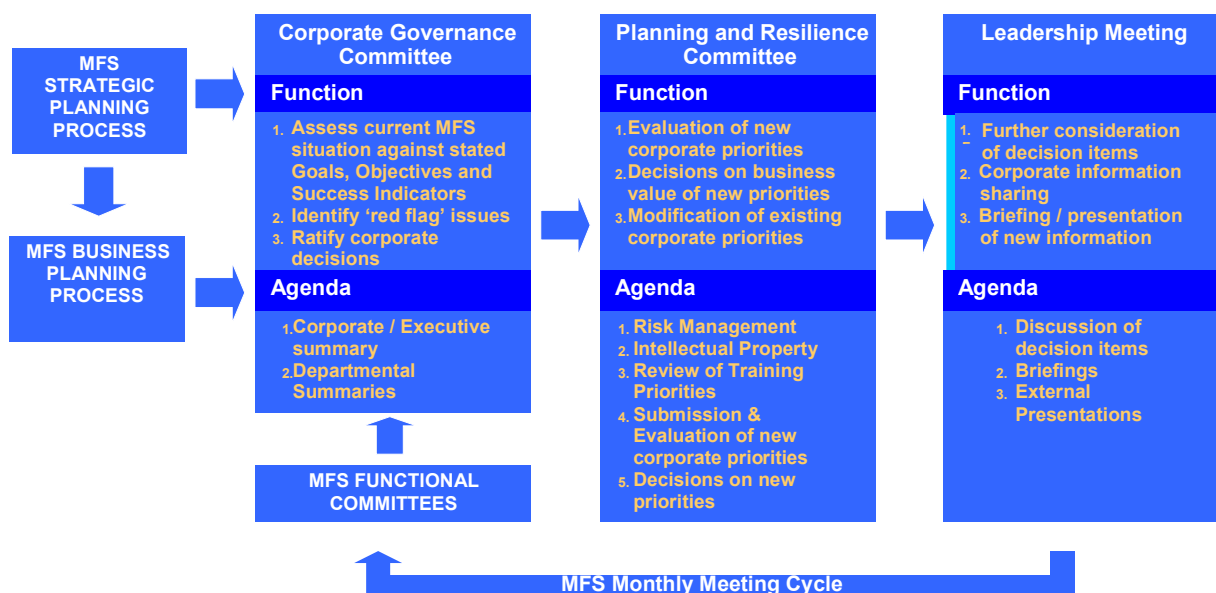 MFS
STRATEGIC
PLANNING
PROCESS
MFS BUSINESS
PLANNING
PROCESS
Corporate Governance
Committee
Function
1. Assess current MFS
situation against stated
Goals, Objectives and
Success Indicators
2. Identify ‘red flag’ issues
3. Ratify corporate
decisions
Agenda
1.Corporate / Executive
summary
2.Departmental
Summaries
MFS FUNCTIONAL
COMMITTEES
Planning and Resilience
Committee
Function
1.Evaluation of new
corporate priorities
2.Decisions on business
value of new priorities
3.Modification of existing
corporate priorities
Agenda
1. Risk Management
2. Intellectual Property
3. Review of Training
Priorities
4. Submission &
Evaluation of new
corporate priorities
5. Decisions on new
priorities
Leadership Meeting
Function
1. Further consideration
of decision items
2. Corporate information
sharing
3. Briefing / presentation
of new information
Agenda
1. Discussion of
decision items
2. Briefings
3. External
Presentations
MFS Monthly Meeting Cycle